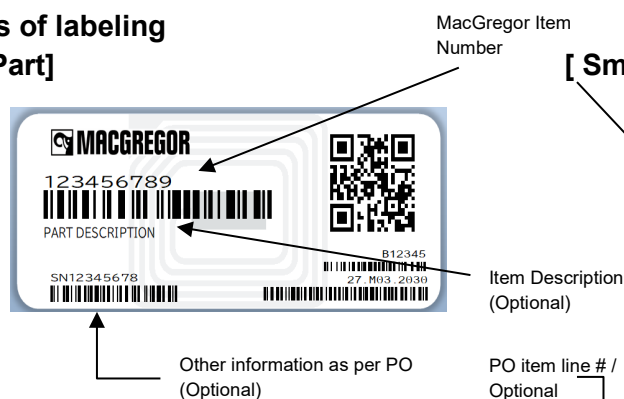 s of labeling
Part]
MacGregor Item
Number
[ Sm
MACGREGOR
123456789
PART DESCRIPTION
B12345
SN12345678
27.M03.2030
Item Description
(Optional)
Other information as per PO
(Optional)
PO item line # /
Optional